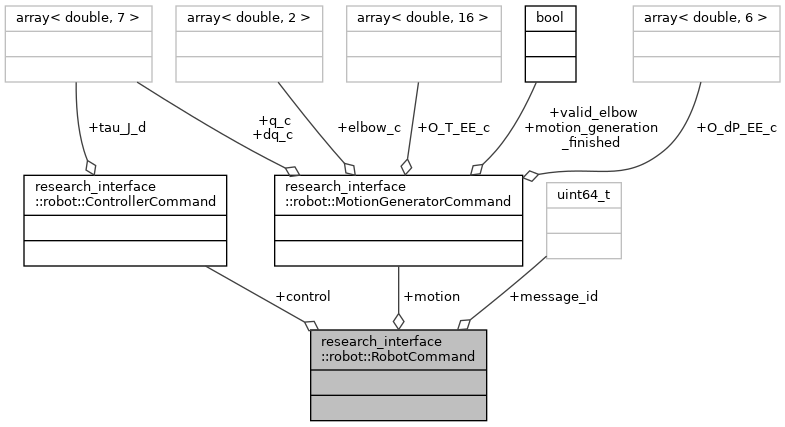 array< double, 7 >
array< double, 2 >
array< double, 16 >
bool
array< double, 6 >
+tau_J_d
+q_c
+dq_c
+elbow_c
+O_T_EE_c
+valid_elbow
+motion_generation
_finished
+O_dP_EE_c
research_interface
::robot::ControllerCommand
research_interface
::robot::MotionGeneratorCommand
uint64_t
+control
+motion
+message_id
research_interface
::robot::RobotCommand